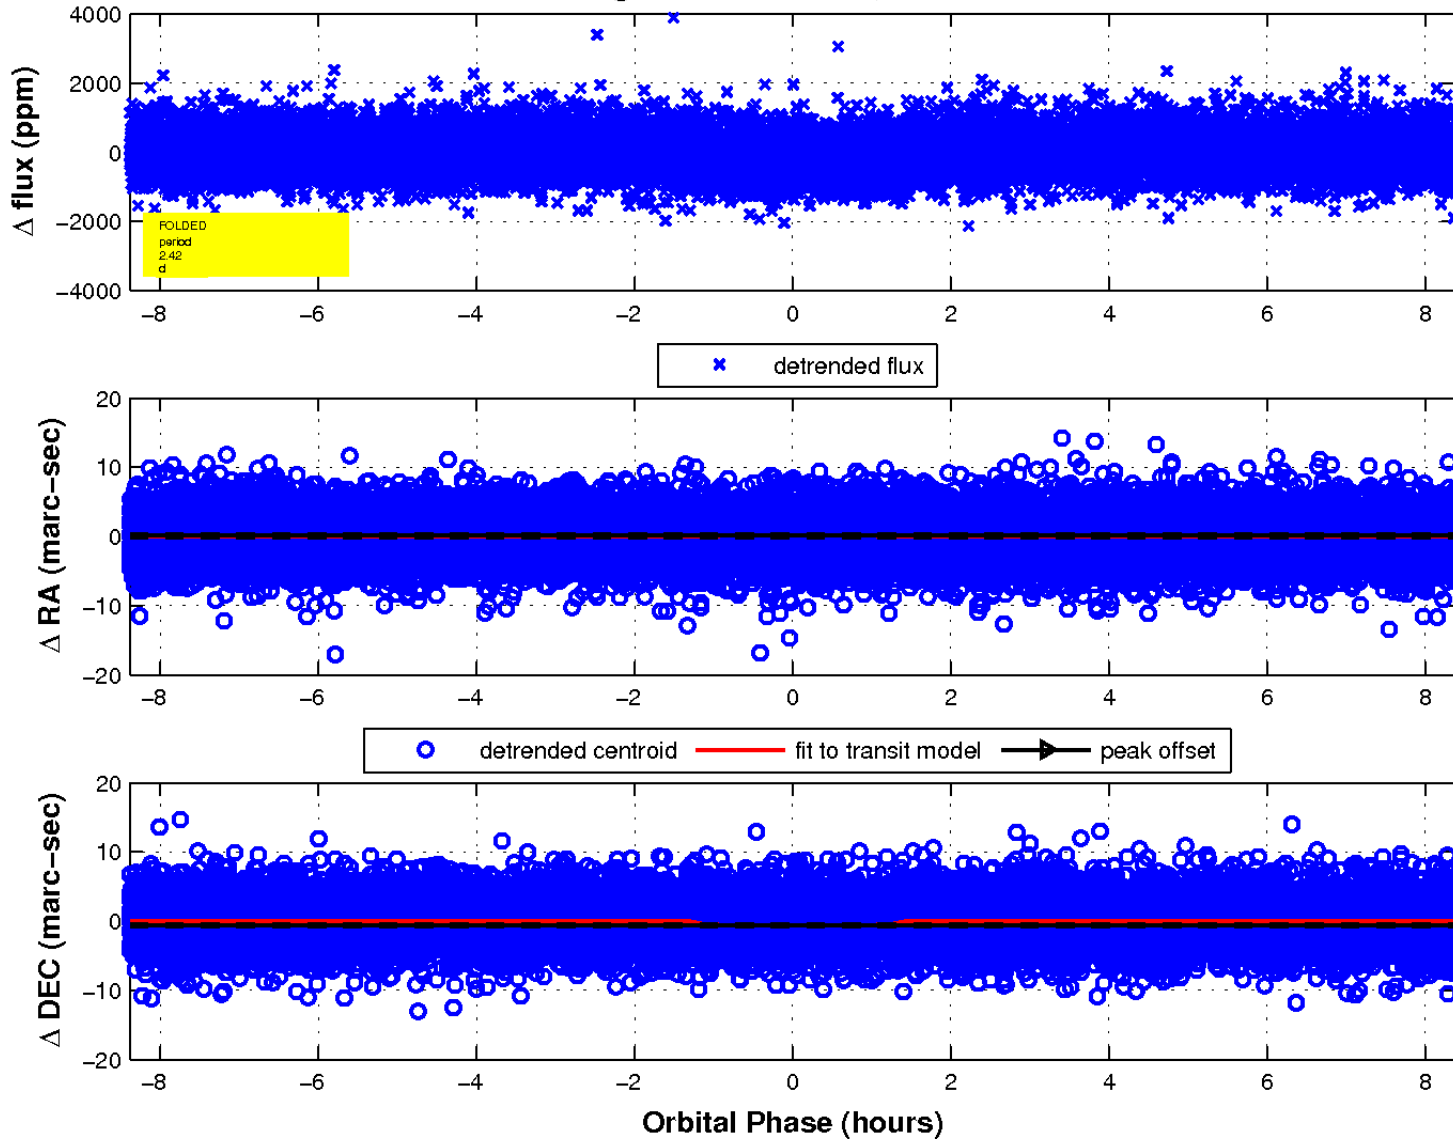 4000
2000
0
−2000
−4000
Δ flux (ppm)
FOLDED
period
2.42
d
−8 −6 −4 −2 0 2 4 6 8
detrended flux
20
10
0
−10
−20
Δ RA (marc−sec)
−8 −6 −4 −2 0 2 4 6 8
detrended centroid fit to transit model peak offset
20
10
0
−10
−20
Δ DEC (marc−sec)
−8 −6 −4 −2 0 2 4 6 8
Orbital Phase (hours)